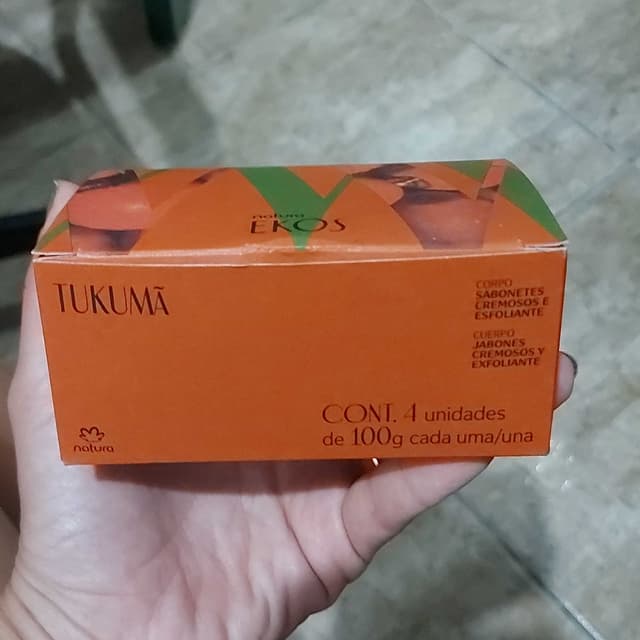 natura
EKOS
TUKUMÃ
CORPO
SABONETES
CREMOSOS E
ESFOLIANTE
CUERPO
JABONES
CREMOSOS Y
EXFOLIANTE
CONT. 4 unidades
de 100g cada uma/una
natura